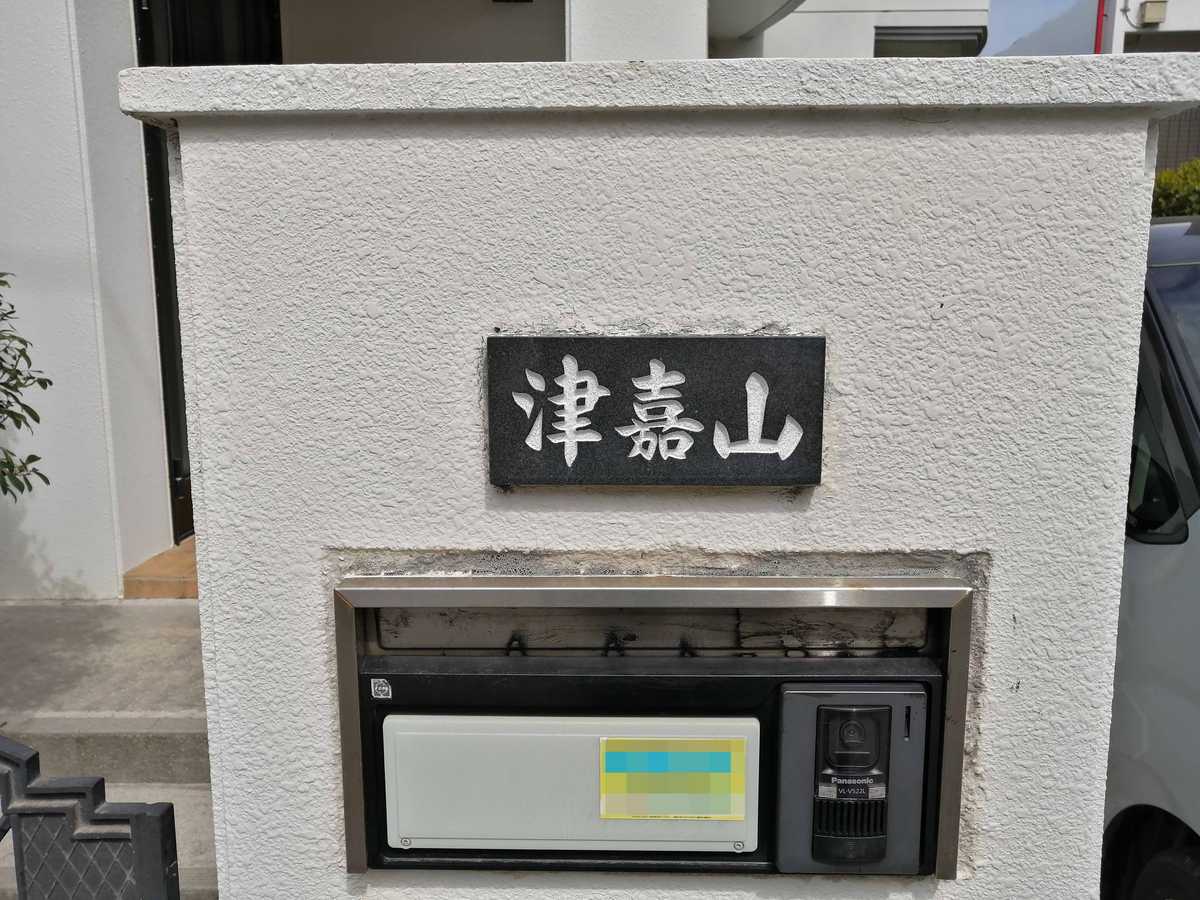 津嘉山
Panasonic
VL-V522L